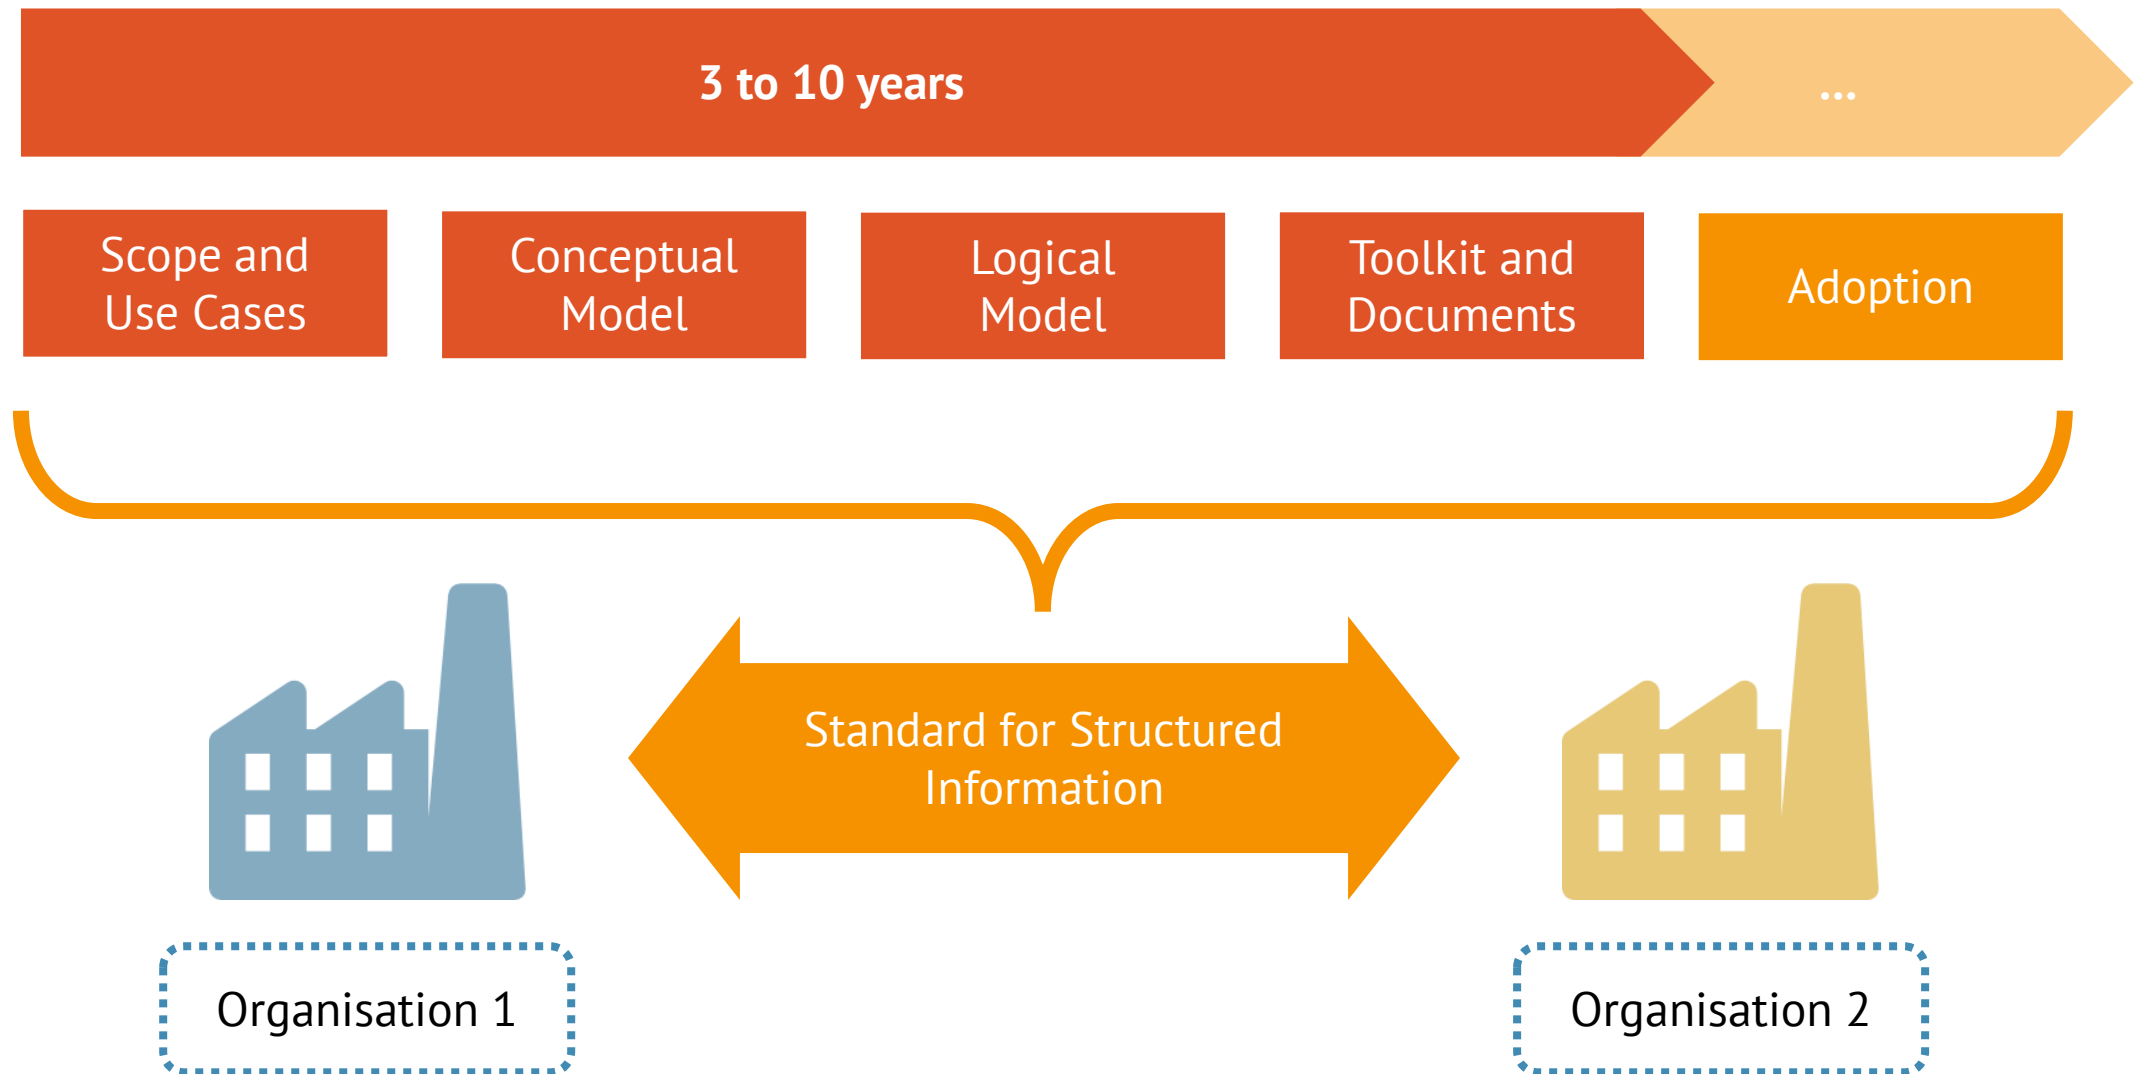 3 to 10 years
...
Scope and
Use Cases
Conceptual
Model
Logical
Model
Toolkit and
Documents
Adoption
Standard for Structured
Information
Organisation 1
Organisation 2